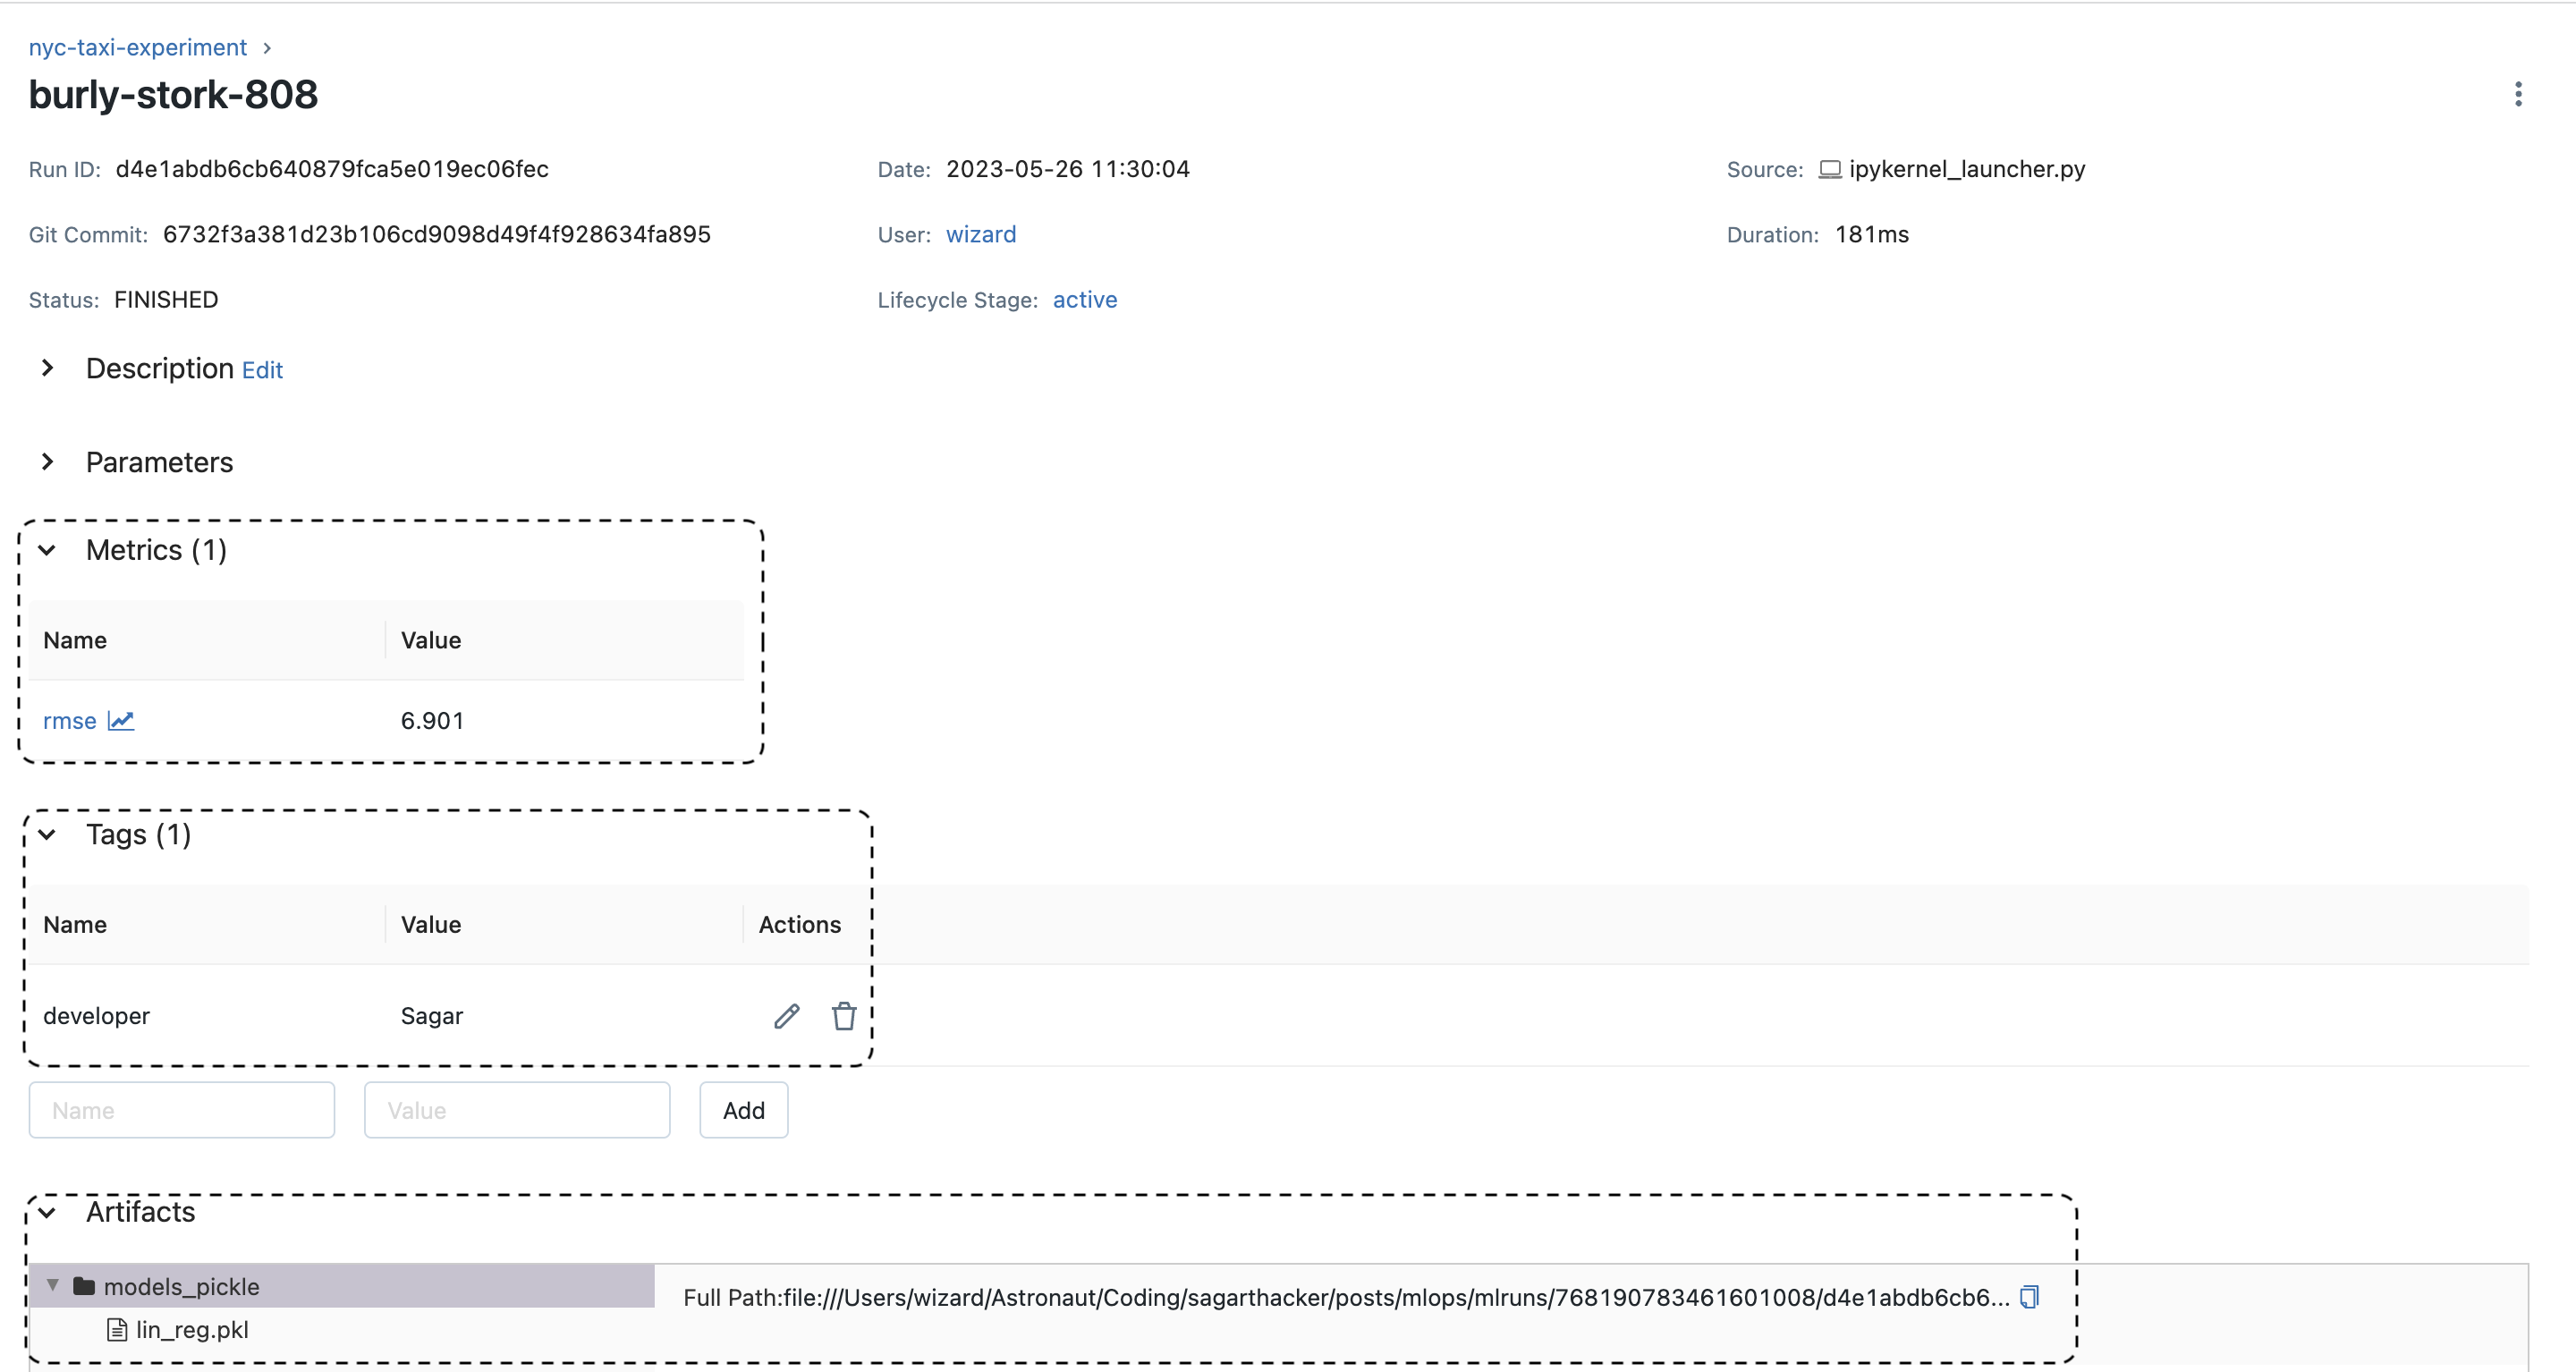 nyc-taxi-experiment
burly-stork-808
Run ID: d4e1abdb6cb640879fca5e019ec06fec Date: 2023-05-26 11:30:04 Source: ipykernel_launcher.py
Git Commit: 6732f3a381d23b106cd9098d49f4f928634fa895 User: wizard Duration: 181ms
Status: FINISHED Lifecycle Stage: active
Description Edit
Parameters
Metrics (1)
Name Value
rmse 6.901
Tags (1)
Name Value Actions
developer Sagar
Name Value Add
Artifacts
models_pickle Full Path:file:///Users/wizard/Astronaut/Coding/sagarthacker/posts/mlops/mlruns/768190783461601008/d4e1abdb6cb6...
lin_reg.pkl